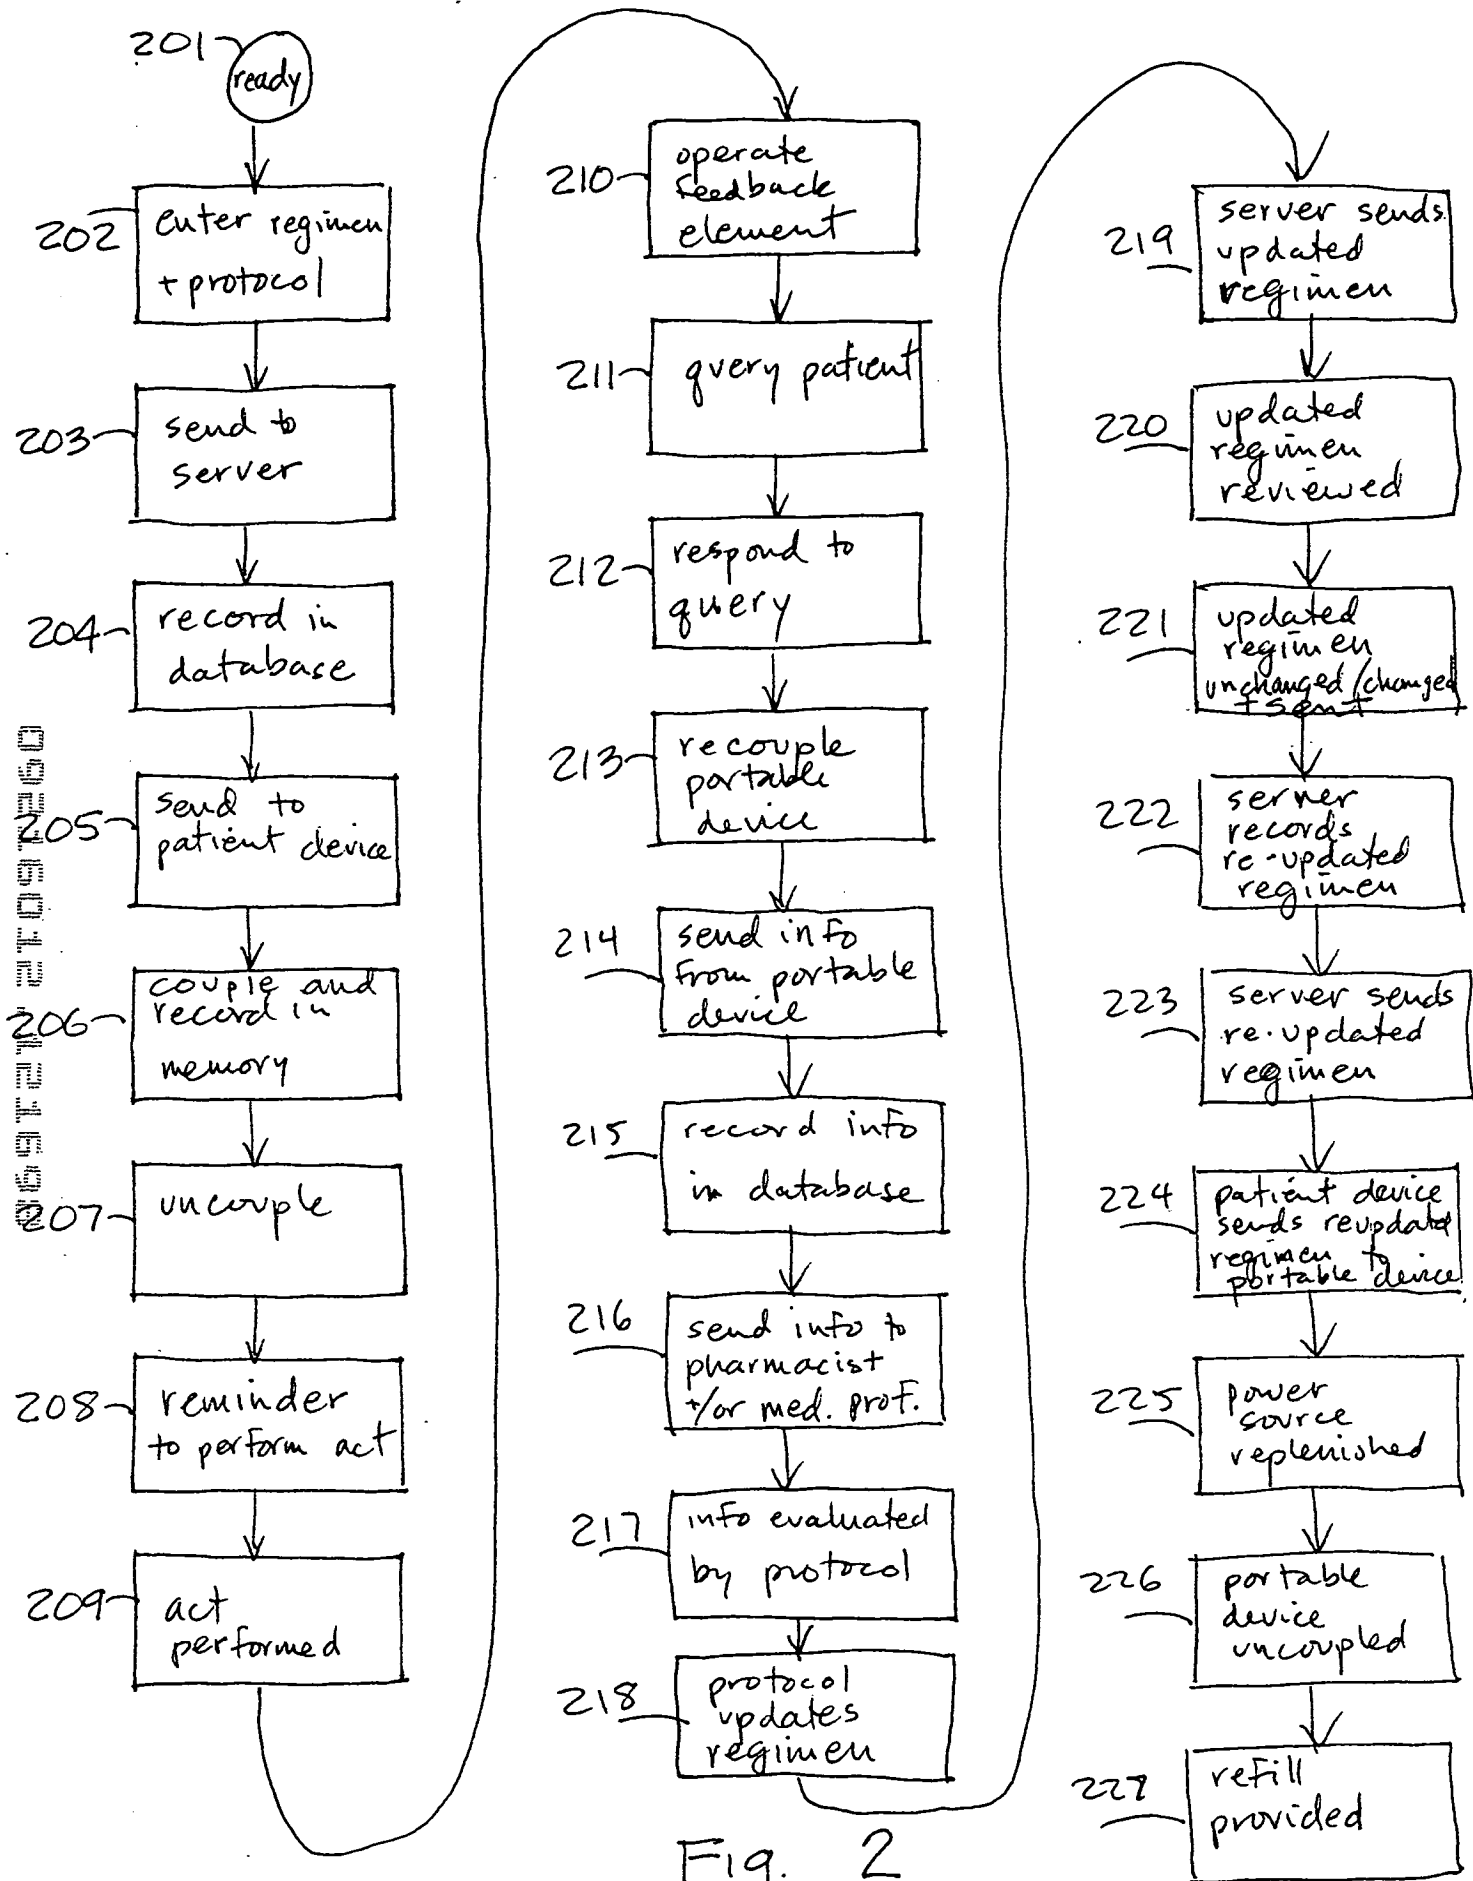 201
ready
202
enter regimen
+ protocol
203
send to
server
204
record in
database
205
send to
patient device
206
couple and
record in
memory
207
uncouple
208
reminder
to perform act
209
act
performed
210
operate
feedback
element
211
query patient
212
respond to
query
213
recouple
portable
device
214
send info
from portable
device
215
record info
in database
216
send info to
pharmacist
+/or med. prof.
217
info evaluated
by protocol
218
protocol
updates
regimen
219
server sends
updated
regimen
220
updated
regimen
reviewed
221
updated
regimen
unchanged/changed
+ sent
222
server
records
re-updated
regimen
223
server sends
re-updated
regimen
224
patient device
sends reupdated
regimen to
portable device
225
power
source
replenished
226
portable
device
uncoupled
227
refill
provided
Fig. 2